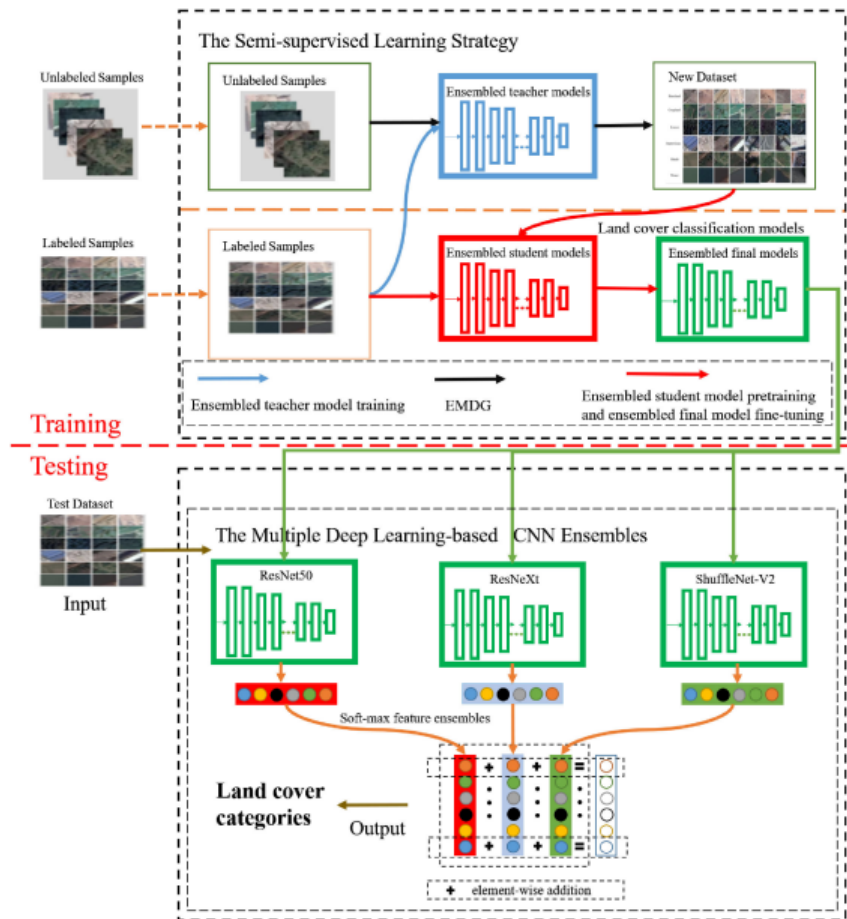 The Semi-supervised Learning Strategy
Unlabeled Samples
Unlabeled Samples
Ensembled teacher models
New Dataset
Land cover classification models
Labeled Samples
Labeled Samples
Ensembled student models
Ensembled final models
Ensembled teacher model training
EMDG
Ensembled student model pretraining
and ensembled final model fine-tuning
Training
Testing
Test Dataset
Input
The Multiple Deep Learning-based CNN Ensembles
ResNet50
ResNeXt
ShuffleNet-V2
Soft-max feature ensembles
+ + =
Land cover
categories
Output
+ + =
+ element-wise addition